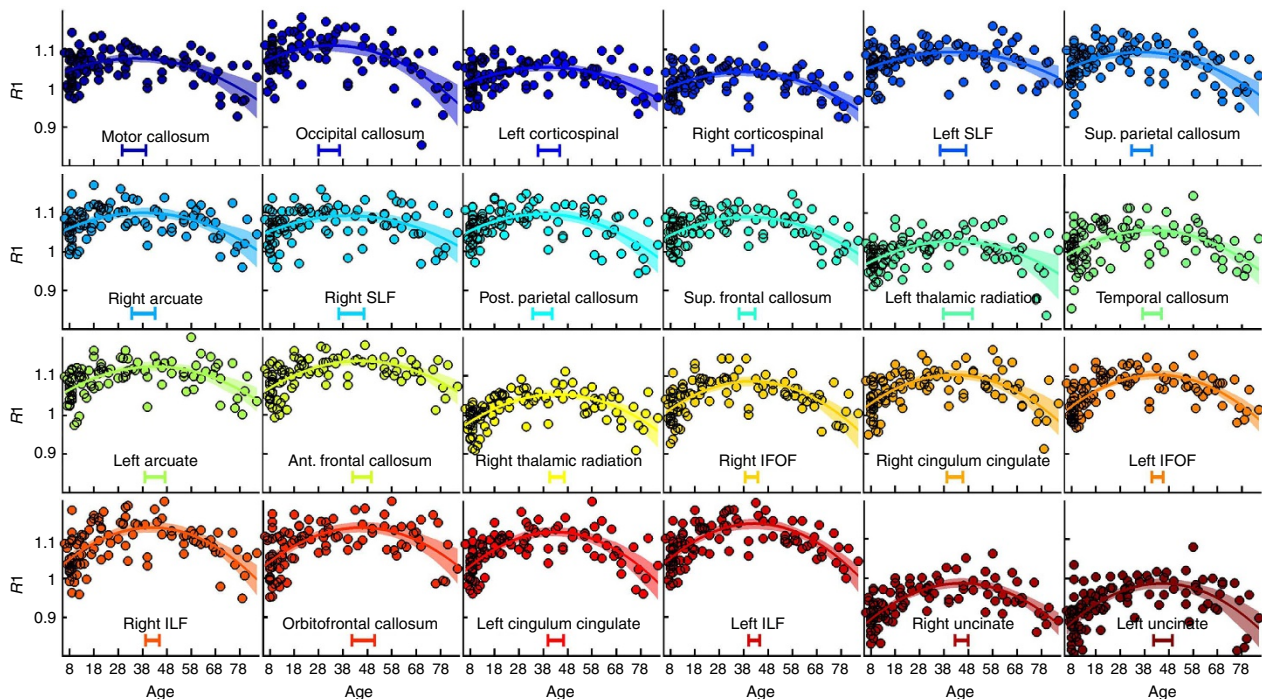 R1
1.1
1
0.9
Motor callosum
Occipital callosum
Left corticospinal
Right corticospinal
Left SLF
Sup. parietal callosum
R1
1.1
1
0.9
Right arcuate
Right SLF
Post. parietal callosum
Sup. frontal callosum
Left thalamic radiation
Temporal callosum
R1
1.1
1
0.9
Left arcuate
Ant. frontal callosum
Right thalamic radiation
Right IFOF
Right cingulum cingulate
Left IFOF
R1
1.1
1
0.9
Right ILF
Orbitofrontal callosum
Left cingulum cingulate
Left ILF
Right uncinate
Left uncinate
8 18 28 38 48 58 68 78
8 18 28 38 48 58 68 78
8 18 28 38 48 58 68 78
8 18 28 38 48 58 68 78
8 18 28 38 48 58 68 78
8 18 28 38 48 58 68 78
Age
Age
Age
Age
Age
Age